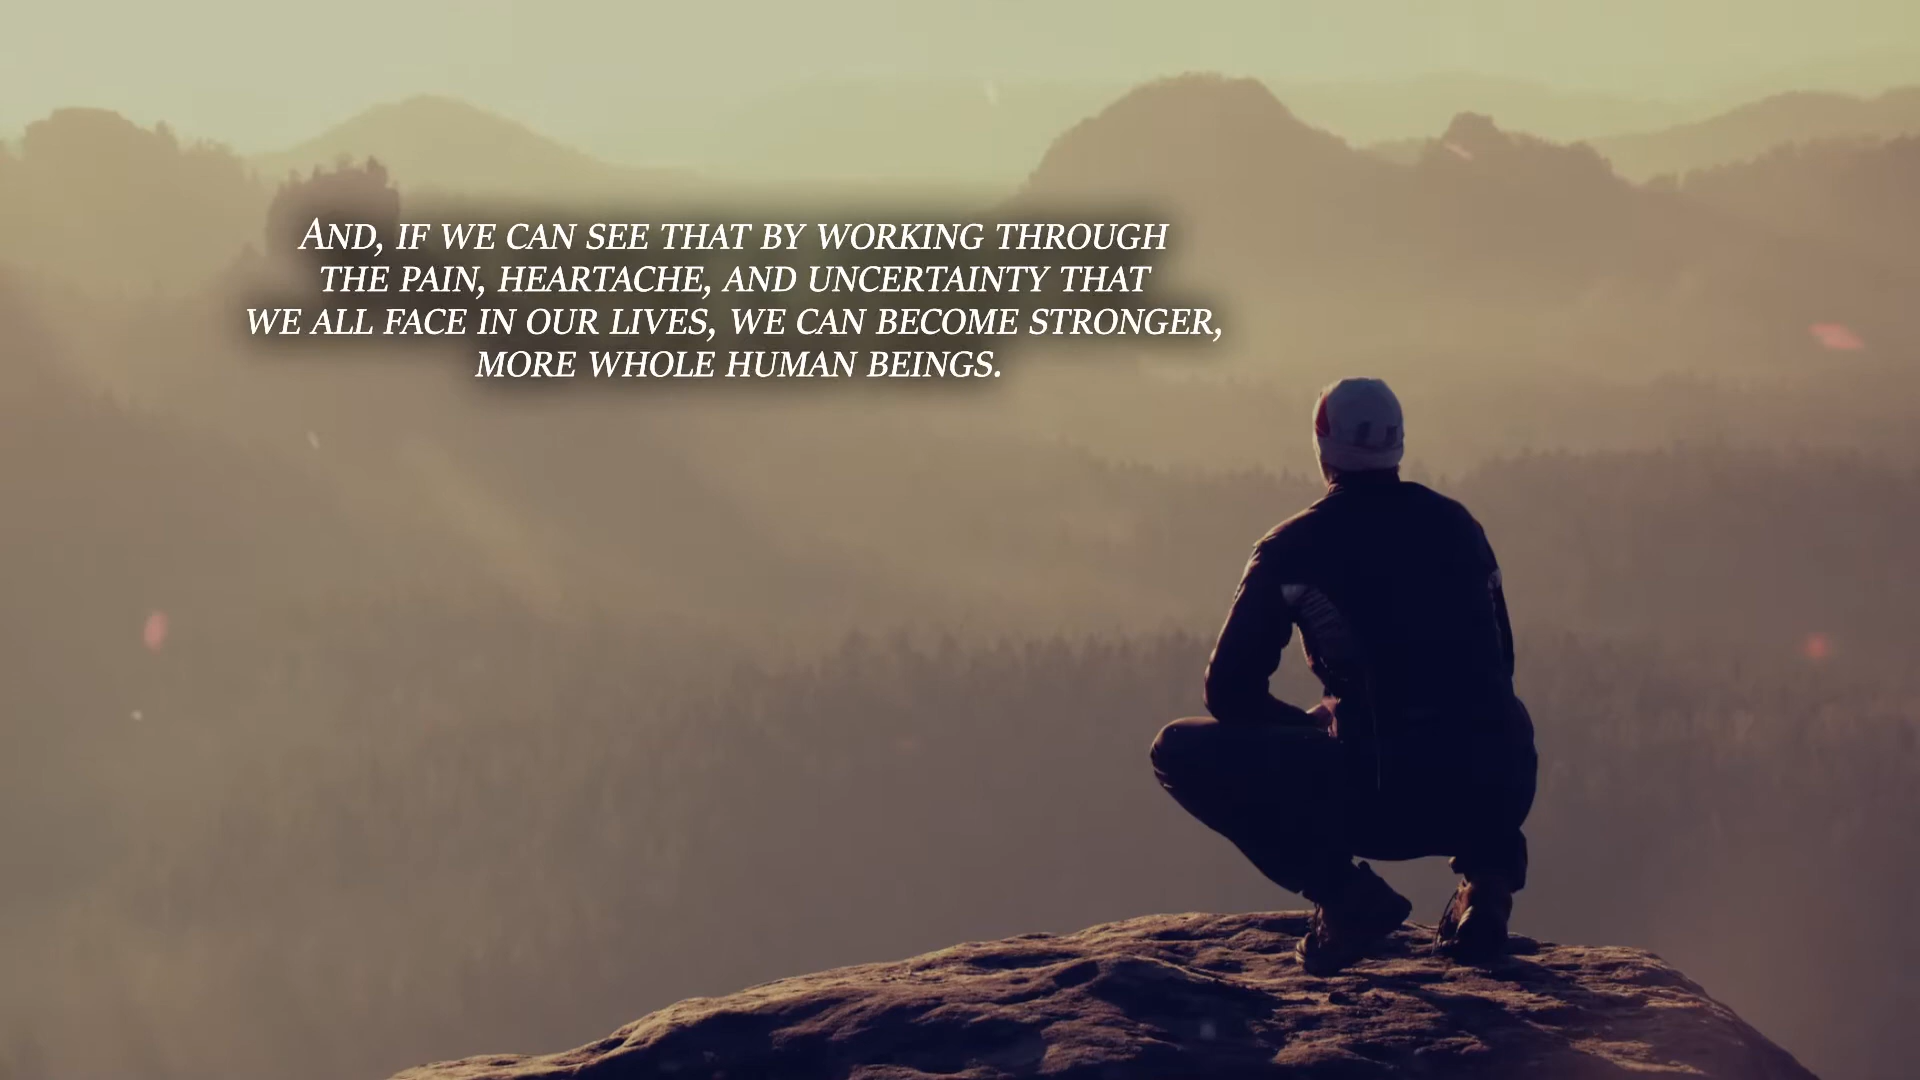 And, if we can see that by working through
the pain, heartache, and uncertainty that
we all face in our lives, we can become stronger,
more whole human beings.